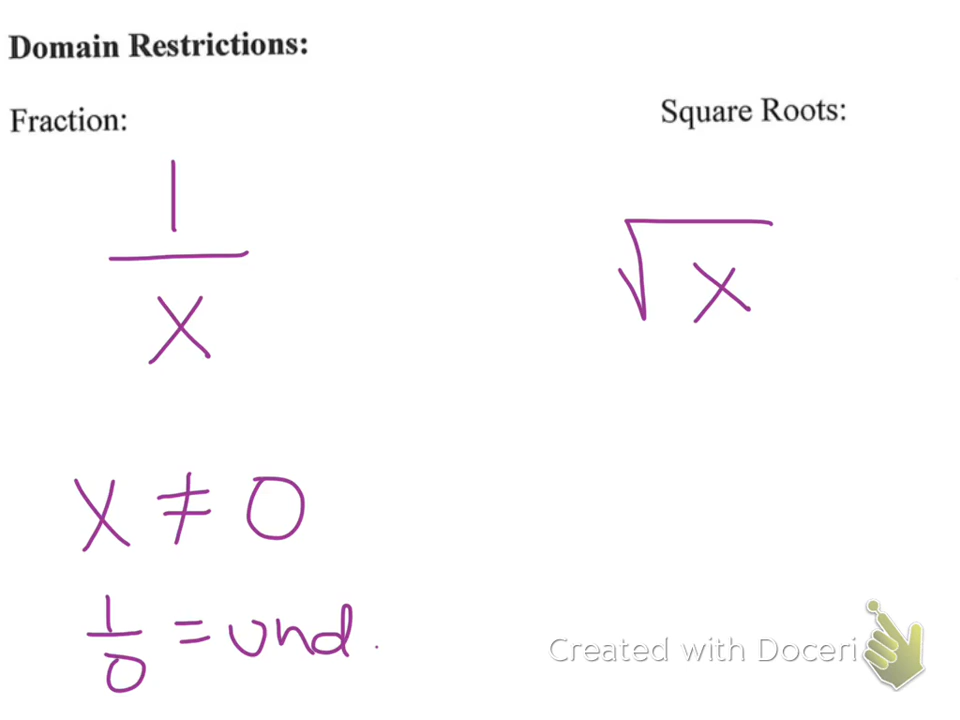 Domain Restrictions:
Fraction:
Square Roots:
1
x
√x
x ≠ 0
1/0 = und.
Created with Doceri